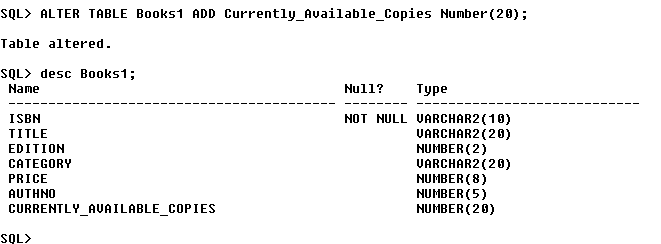 SQL> ALTER TABLE Books1 ADD Currently_Available_Copies Number(20);
Table altered.
SQL> desc Books1;
Name Null? Type
----------------------------------------- -------- ----------------------------
ISBN NOT NULL VARCHAR2(10)
TITLE VARCHAR2(20)
EDITION NUMBER(2)
CATEGORY VARCHAR2(20)
PRICE NUMBER(8)
AUTHNO NUMBER(5)
CURRENTLY_AVAILABLE_COPIES NUMBER(20)
SQL>